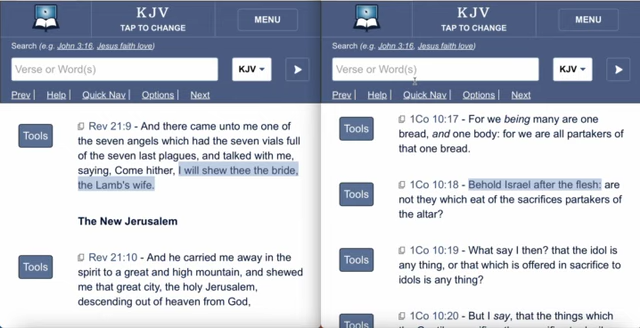 KJV
TAP TO CHANGE
MENU
Search (e.g. John 3:16, Jesus faith love)
Verse or Word(s)
KJV
Prev | Help | Quick Nav | Options | Next
Tools
Rev 21:9 - And there came unto me one of
the seven angels which had the seven vials full
of the seven last plagues, and talked with me,
saying, Come hither, I will shew thee the bride,
the Lamb's wife.
The New Jerusalem
Tools
Rev 21:10 - And he carried me away in the
spirit to a great and high mountain, and shewed
me that great city, the holy Jerusalem,
descending out of heaven from God,
KJV
TAP TO CHANGE
MENU
Search (e.g. John 3:16, Jesus faith love)
Verse or Word(s)
KJV
Prev | Help | Quick Nav | Options | Next
Tools
1Co 10:17 - For we being many are one
bread, and one body: for we are all partakers of
that one bread.
Tools
1Co 10:18 - Behold Israel after the flesh: are
not they which eat of the sacrifices partakers of
the altar?
Tools
1Co 10:19 - What say I then? that the idol is
any thing, or that which is offered in sacrifice to
idols is any thing?
Tools
1Co 10:20 - But I say, that the things which